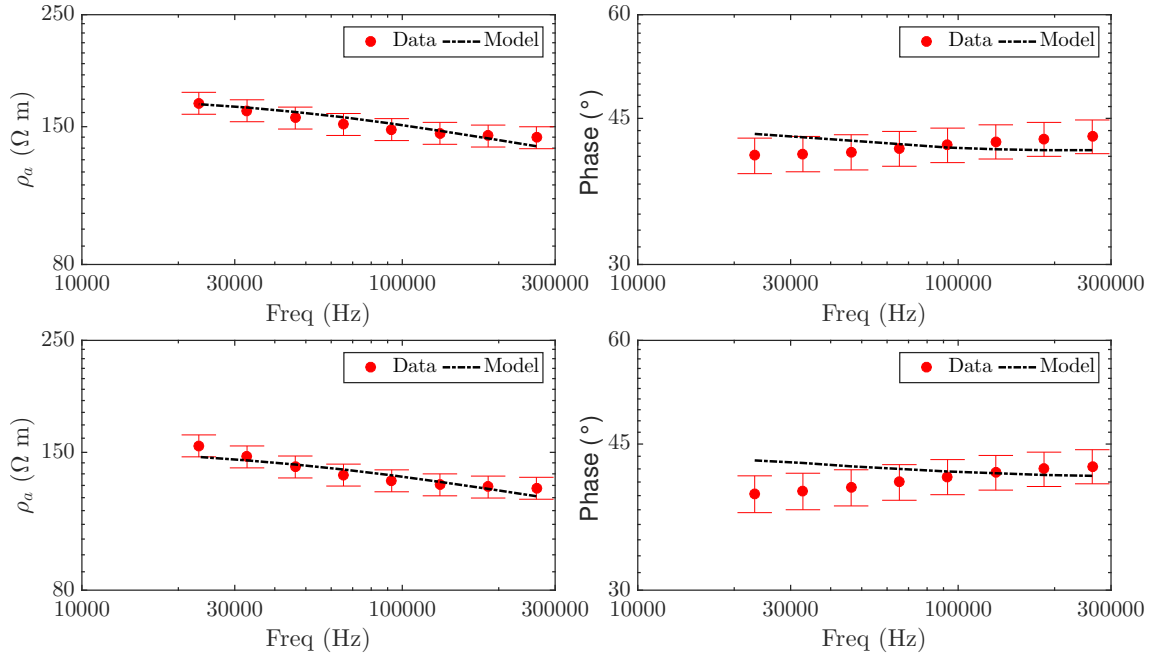 250
150
80
ρa (Ω m)
Data Model
10000 30000 100000 300000
Freq (Hz)
60
45
30
Phase (°)
Data Model
10000 30000 100000 300000
Freq (Hz)
250
150
80
ρa (Ω m)
Data Model
10000 30000 100000 300000
Freq (Hz)
60
45
30
Phase (°)
Data Model
10000 30000 100000 300000
Freq (Hz)